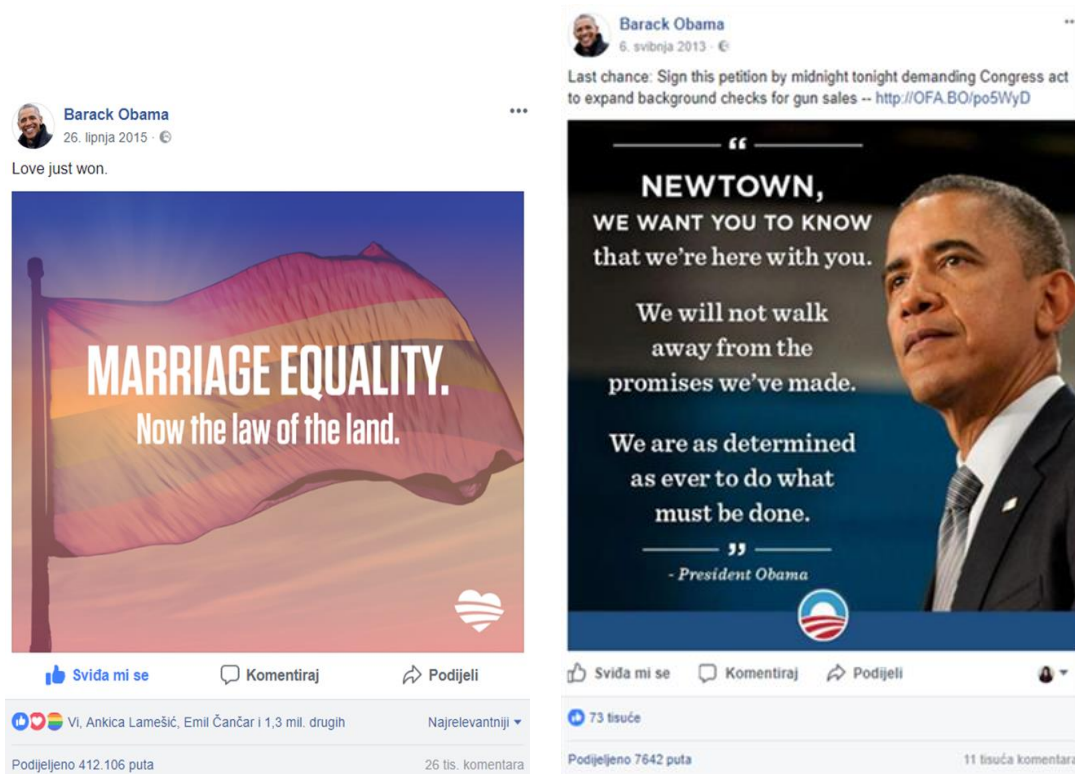 Barack Obama
26. lipnja 2015
Love just won.
MARRIAGE EQUALITY.
Now the law of the land.
Sviđa mi se
Komentiraj
Podijeli
Vi, Ankica Lamešić, Emil Čančar i 1,3 mil. drugih
Najrelevantniji
Podijeljeno 412.106 puta
26 tis. komentara
Barack Obama
6. svibnja 2013
Last chance: Sign this petition by midnight tonight demanding Congress act
to expand background checks for gun sales -- http://OFA.BO/po5WyD
“
NEWTOWN,
WE WANT YOU TO KNOW
that we're here with you.
We will not walk
away from the
promises we've made.
We are as determined
as ever to do what
must be done.
”
- President Obama
Sviđa mi se
Komentiraj
Podijeli
73 tisuće
Podijeljeno 7642 puta
11 tisuća komentara